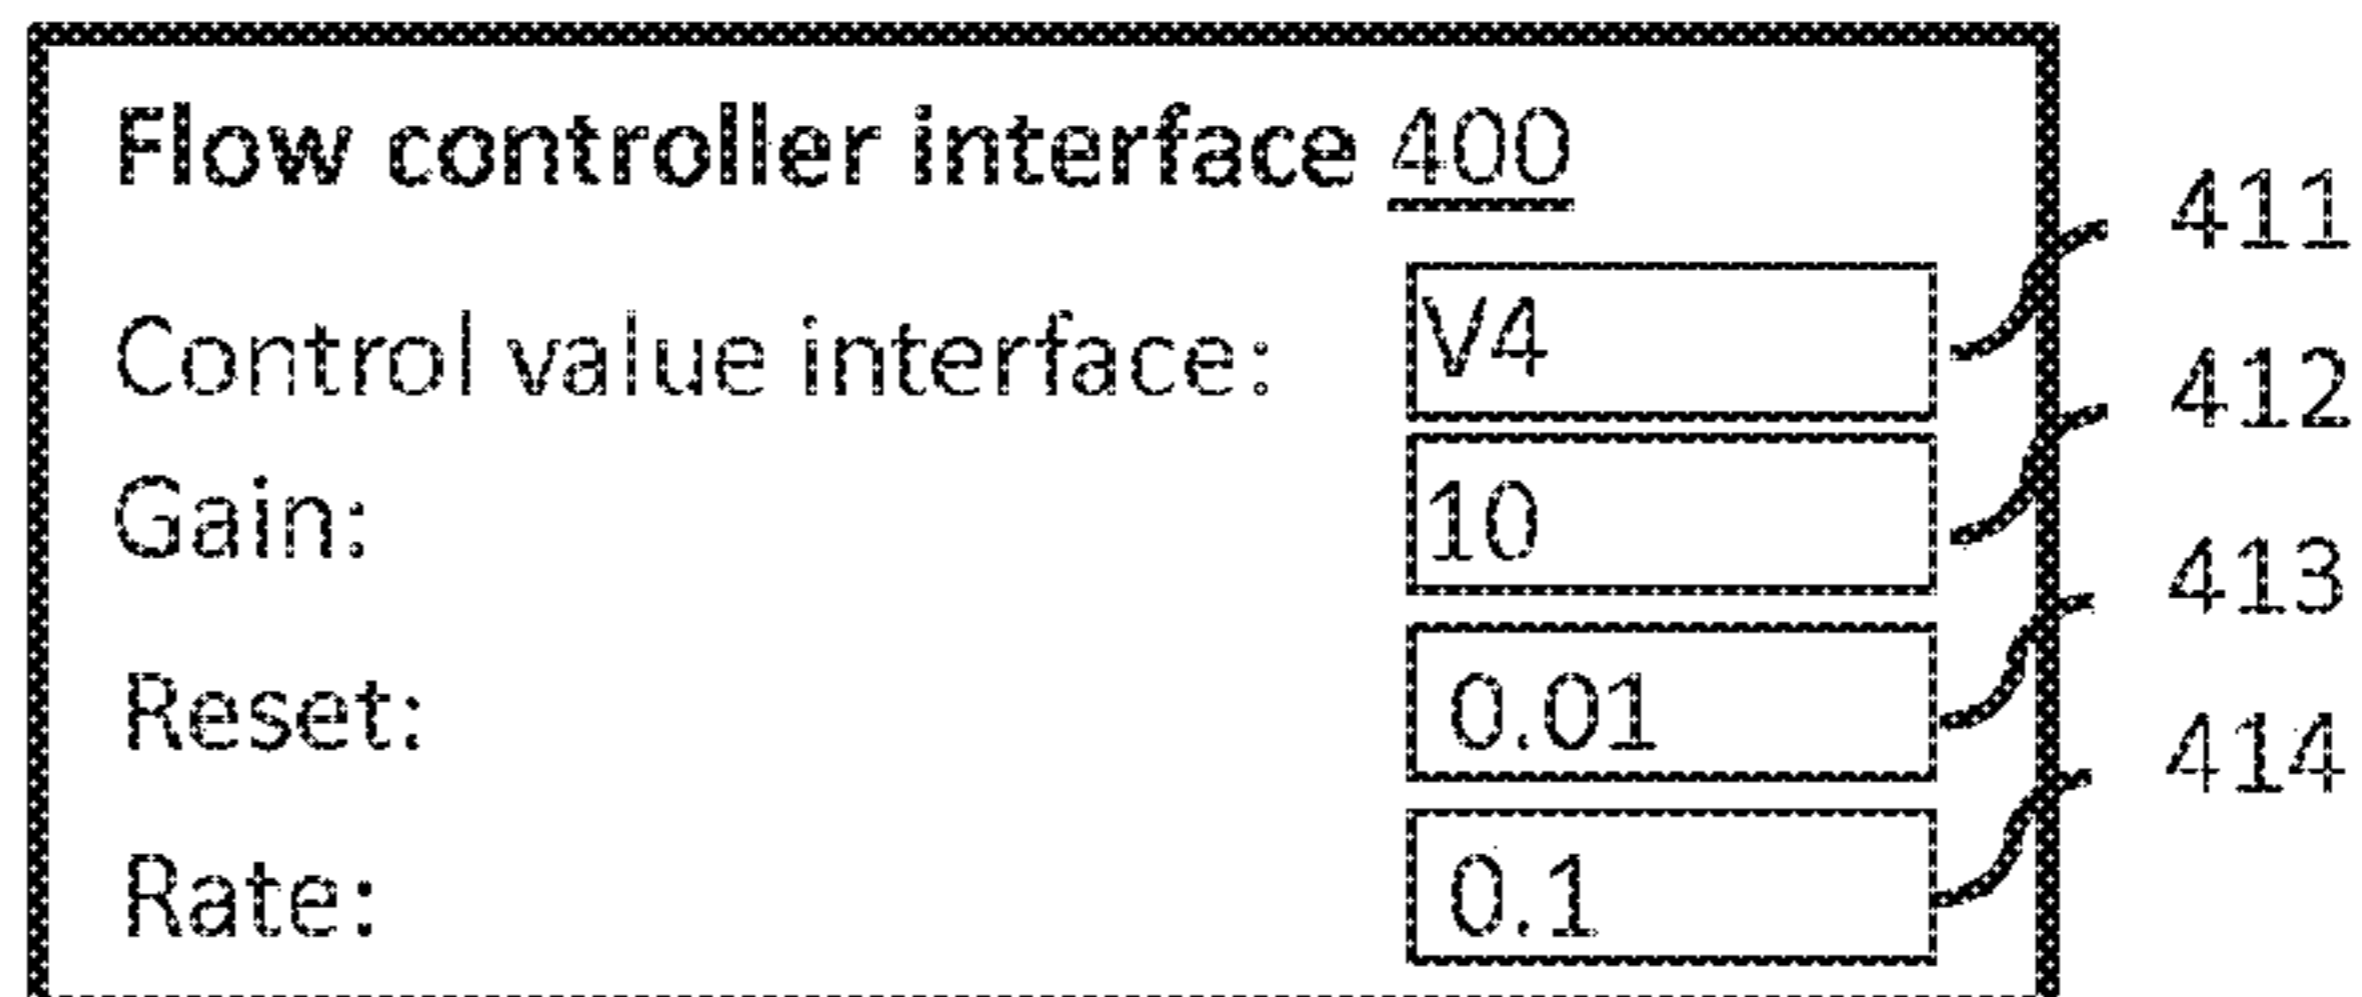 Flow controller interface 400
411
Control value interface: V4
412
Gain: 10
413
Reset: 0.01
414
Rate: 0.1